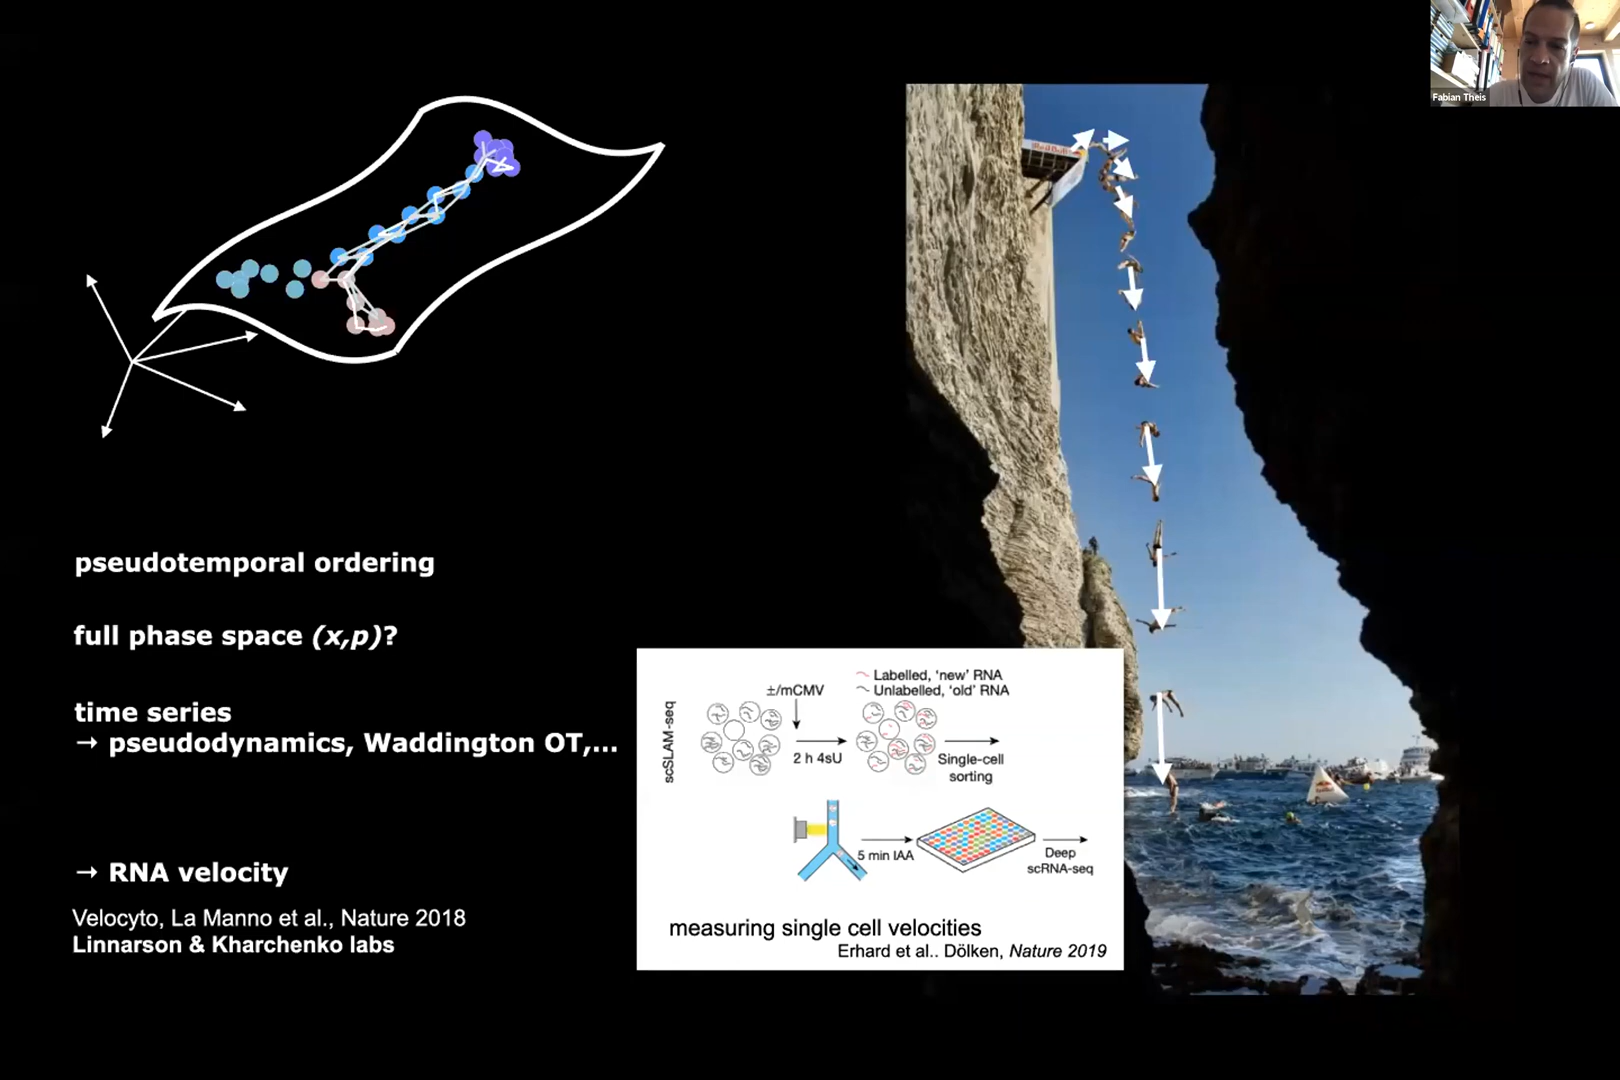 Fabian Theis
Red Bull
pseudotemporal ordering
full phase space (x,p)?
time series
→ pseudodynamics, Waddington OT,...
→ RNA velocity
Velocyto, La Manno et al., Nature 2018
Linnarson & Kharchenko labs
scSLAM-seq
±/mCMV
2 h 4sU
Labelled, ‘new’ RNA
Unlabelled, ‘old’ RNA
Single-cell
sorting
5 min IAA
Deep
scRNA-seq
measuring single cell velocities
Erhard et al.. Dölken, Nature 2019